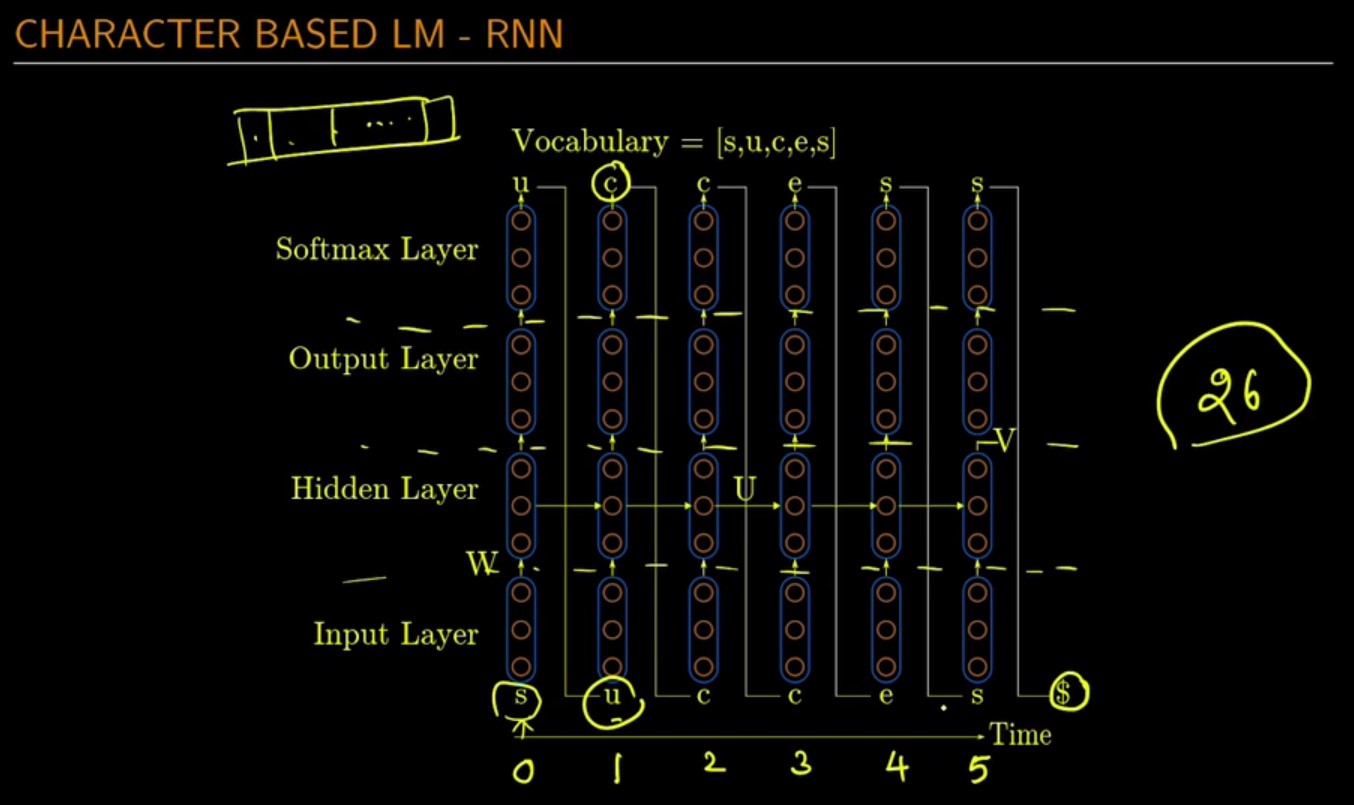 CHARACTER BASED LM - RNN
Vocabulary = [s,u,c,e,s]
u c c e s s
Softmax Layer
Output Layer
26
V
Hidden Layer
U
W
Input Layer
s u c c e s $
Time
0 1 2 3 4 5